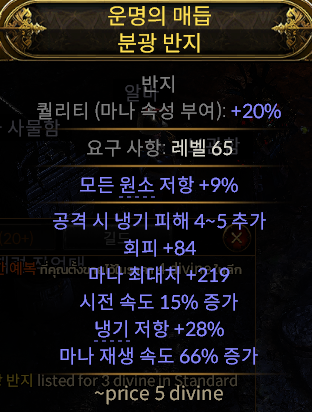 운명의 매듭
분광 반지
반지
퀄리티 (마나 속성 부여): +20%
요구 사항: 레벨 65
모든 원소 저항 +9%
공격 시 냉기 피해 4~5 추가
회피 +84
마나 최대치 +219
시전 속도 15% 증가
냉기 저항 +28%
마나 재생 속도 66% 증가
반지 listed for 3 divine in Standard
~price 5 divine